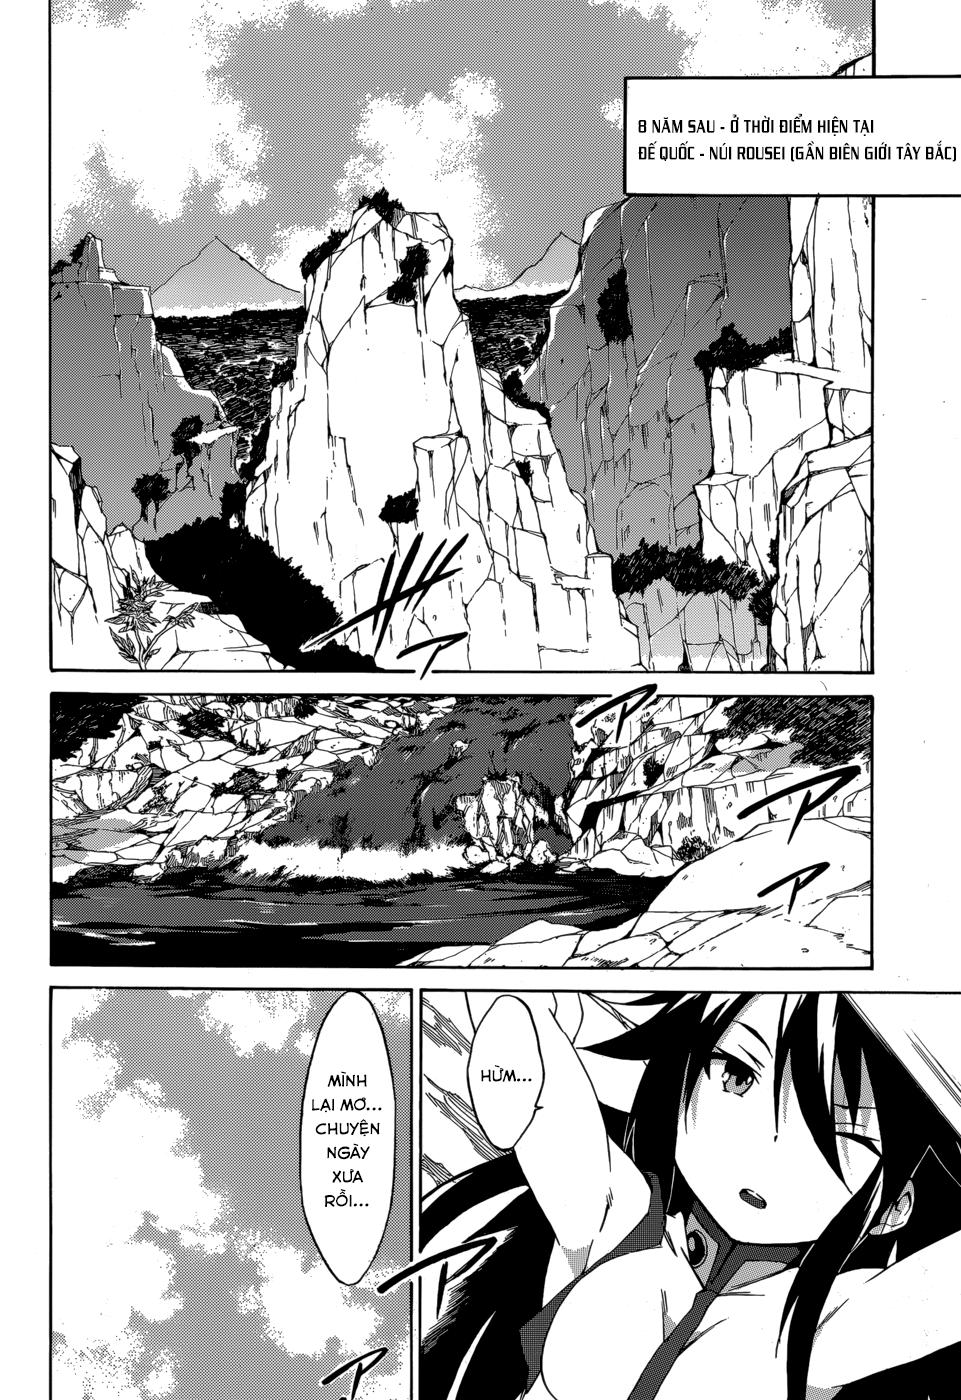 8 NĂM SAU - Ở THỜI ĐIỂM HIỆN TẠI
ĐẾ QUỐC - NÚI ROUSEI (GẦN BIÊN GIỚI TÂY BẮC)
HỪM...
MÌNH
LẠI MƠ...
CHUYỆN
NGÀY
XƯA
RỒI...